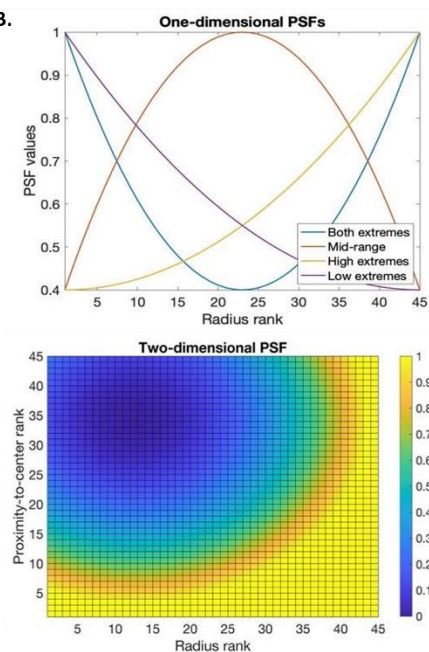 B.
One-dimensional PSFs
1
0.9
0.8
0.7
0.6
0.5
0.4
PSF values
Both extremes
Mid-range
High extremes
Low extremes
5 10 15 20 25 30 35 40 45
Radius rank
Two-dimensional PSF
45
40
35
30
25
20
15
10
5
Proximity-to-center rank
5 10 15 20 25 30 35 40 45
Radius rank
1
0.9
0.8
0.7
0.6
0.5
0.4
0.3
0.2
0.1
0